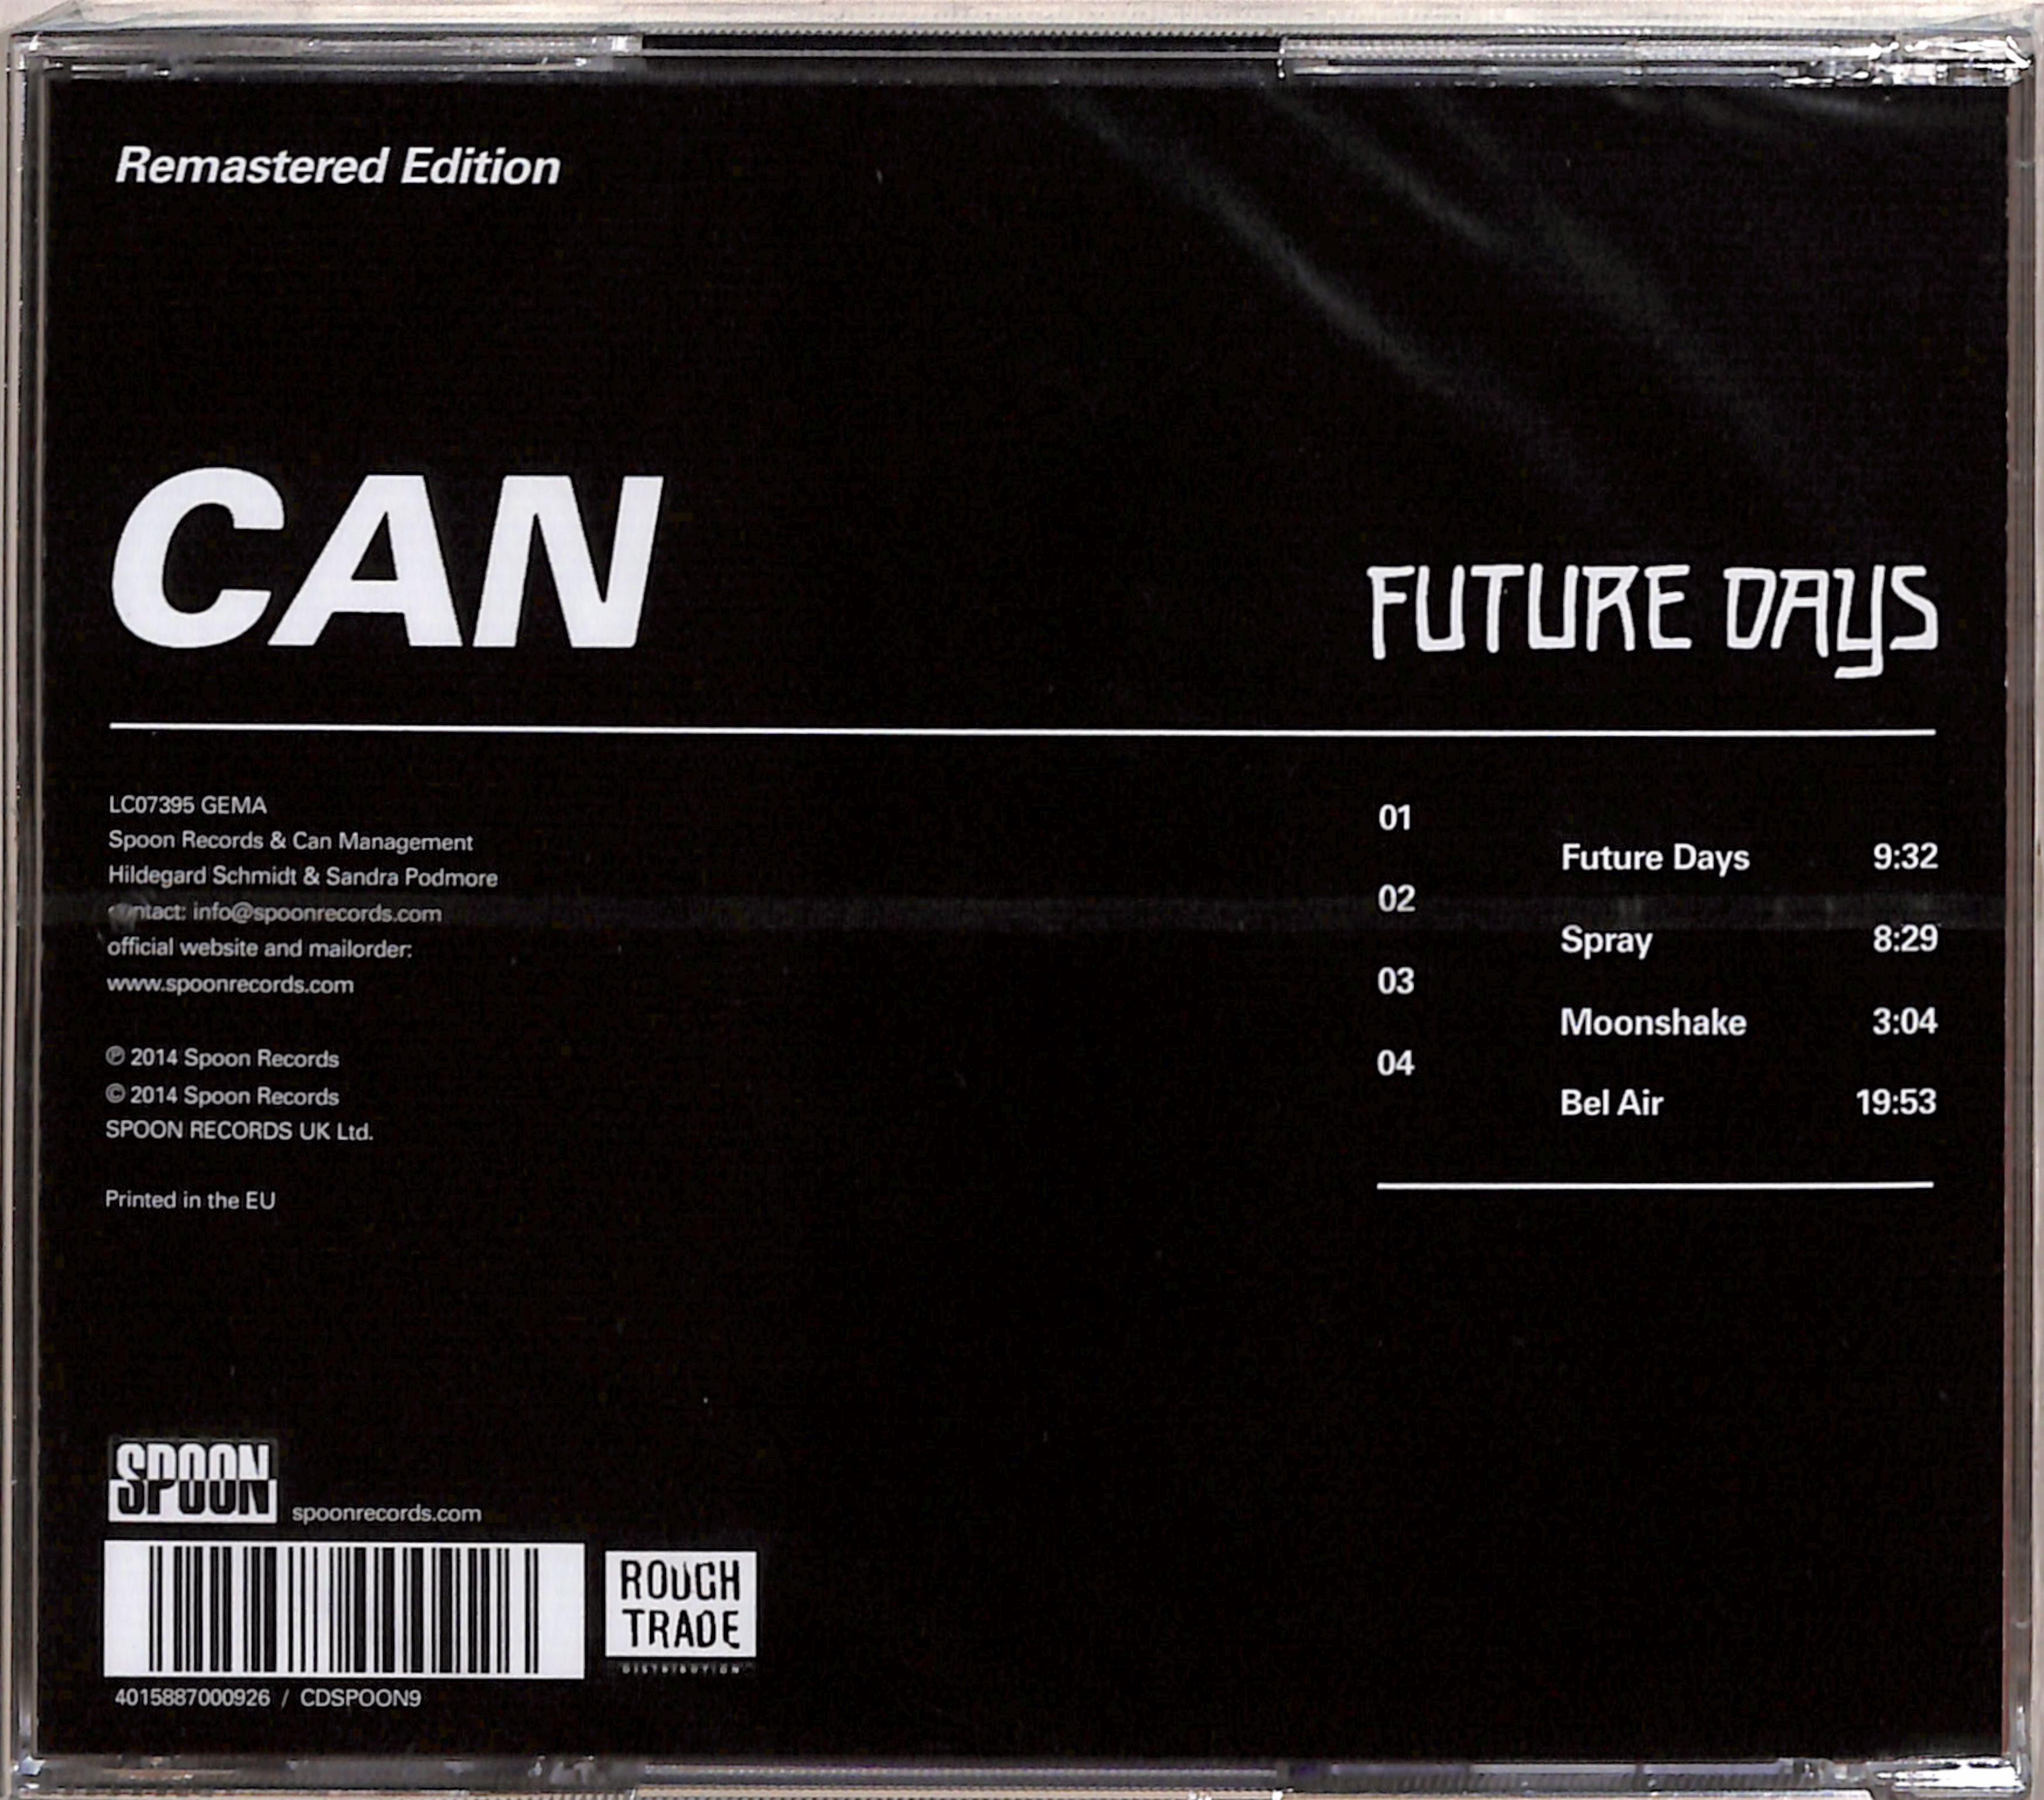 Remastered Edition
CAN
FUTURE DAYS
LC07395 GEMA
Spoon Records & Can Management
Hildegard Schmidt & Sandra Podmore
contact: info@spoonrecords.com
official website and mailorder:
www.spoonrecords.com
℗ 2014 Spoon Records
© 2014 Spoon Records
SPOON RECORDS UK Ltd.
Printed in the EU
01
Future Days 9:32
02
Spray 8:29
03
Moonshake 3:04
04
Bel Air 19:53
SPOON
spoonrecords.com
ROUGH
TRADE
DISTRIBUTION
4015887000926 / CDSPOON9